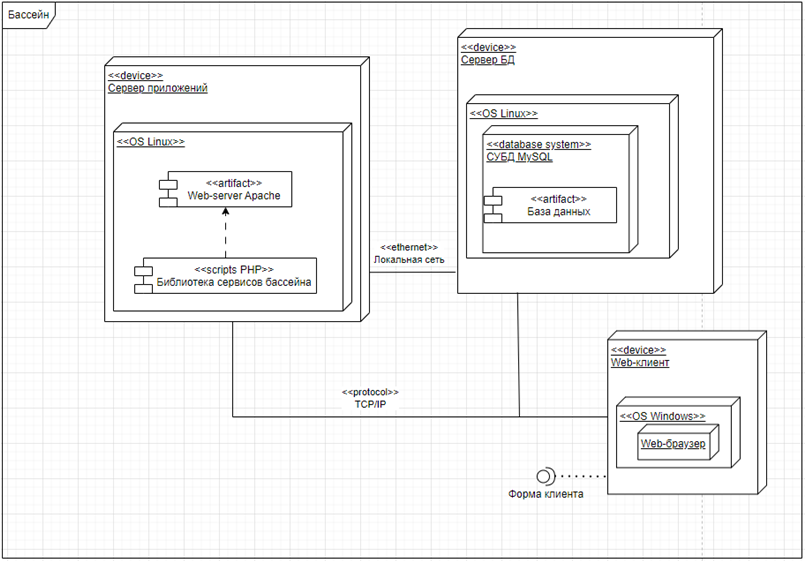 Бассейн
<<device>>
Сервер приложений
<<OS Linux>>
<<artifact>>
Web-server Apache
<<scripts PHP>>
Библиотека сервисов бассейна
<<ethernet>>
Локальная сеть
<<device>>
Сервер БД
<<OS Linux>>
<<database system>>
СУБД MySQL
<<artifact>>
База данных
<<protocol>>
TCP/IP
<<device>>
Web-клиент
<<OS Windows>>
Web-браузер
Форма клиента